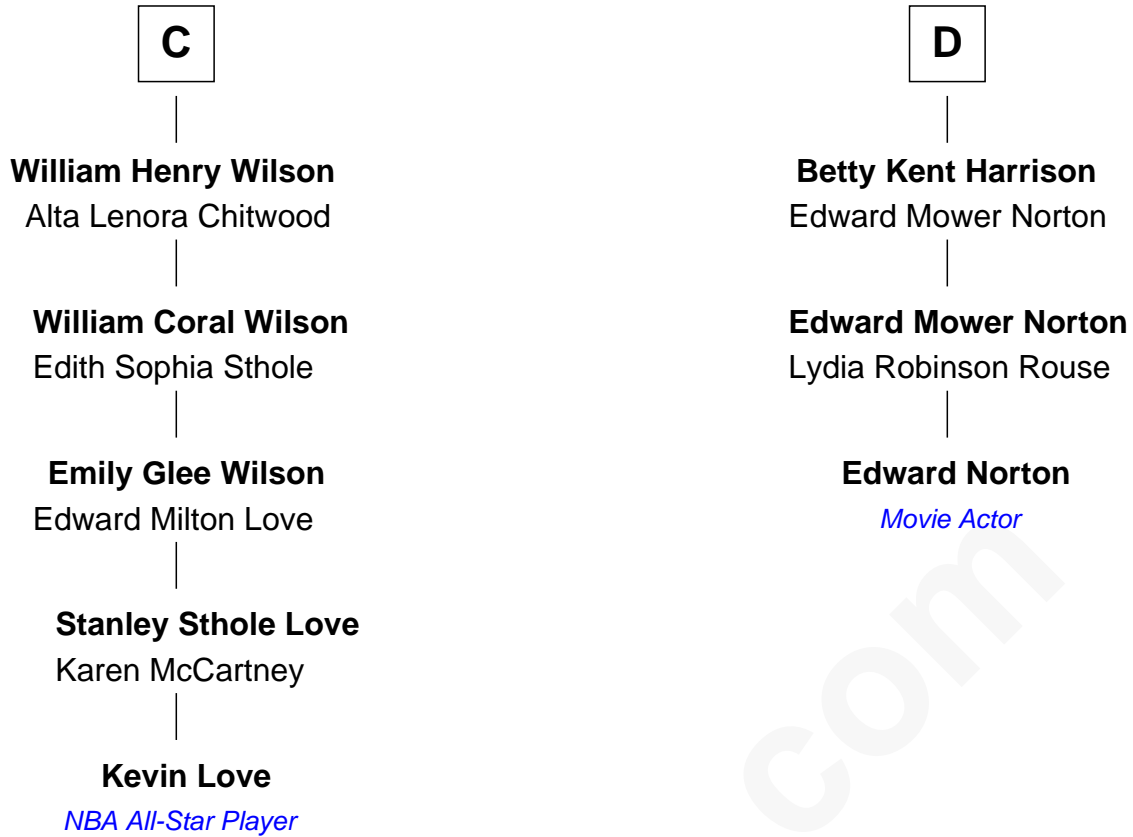 C
William Henry Wilson
Alta Lenora Chitwood
William Coral Wilson
Edith Sophia Sthole
Emily Glee Wilson
Edward Milton Love
Stanley Sthole Love
Karen McCartney
Kevin Love
NBA All-Star Player
D
Betty Kent Harrison
Edward Mower Norton
Edward Mower Norton
Lydia Robinson Rouse
Edward Norton
Movie Actor
com